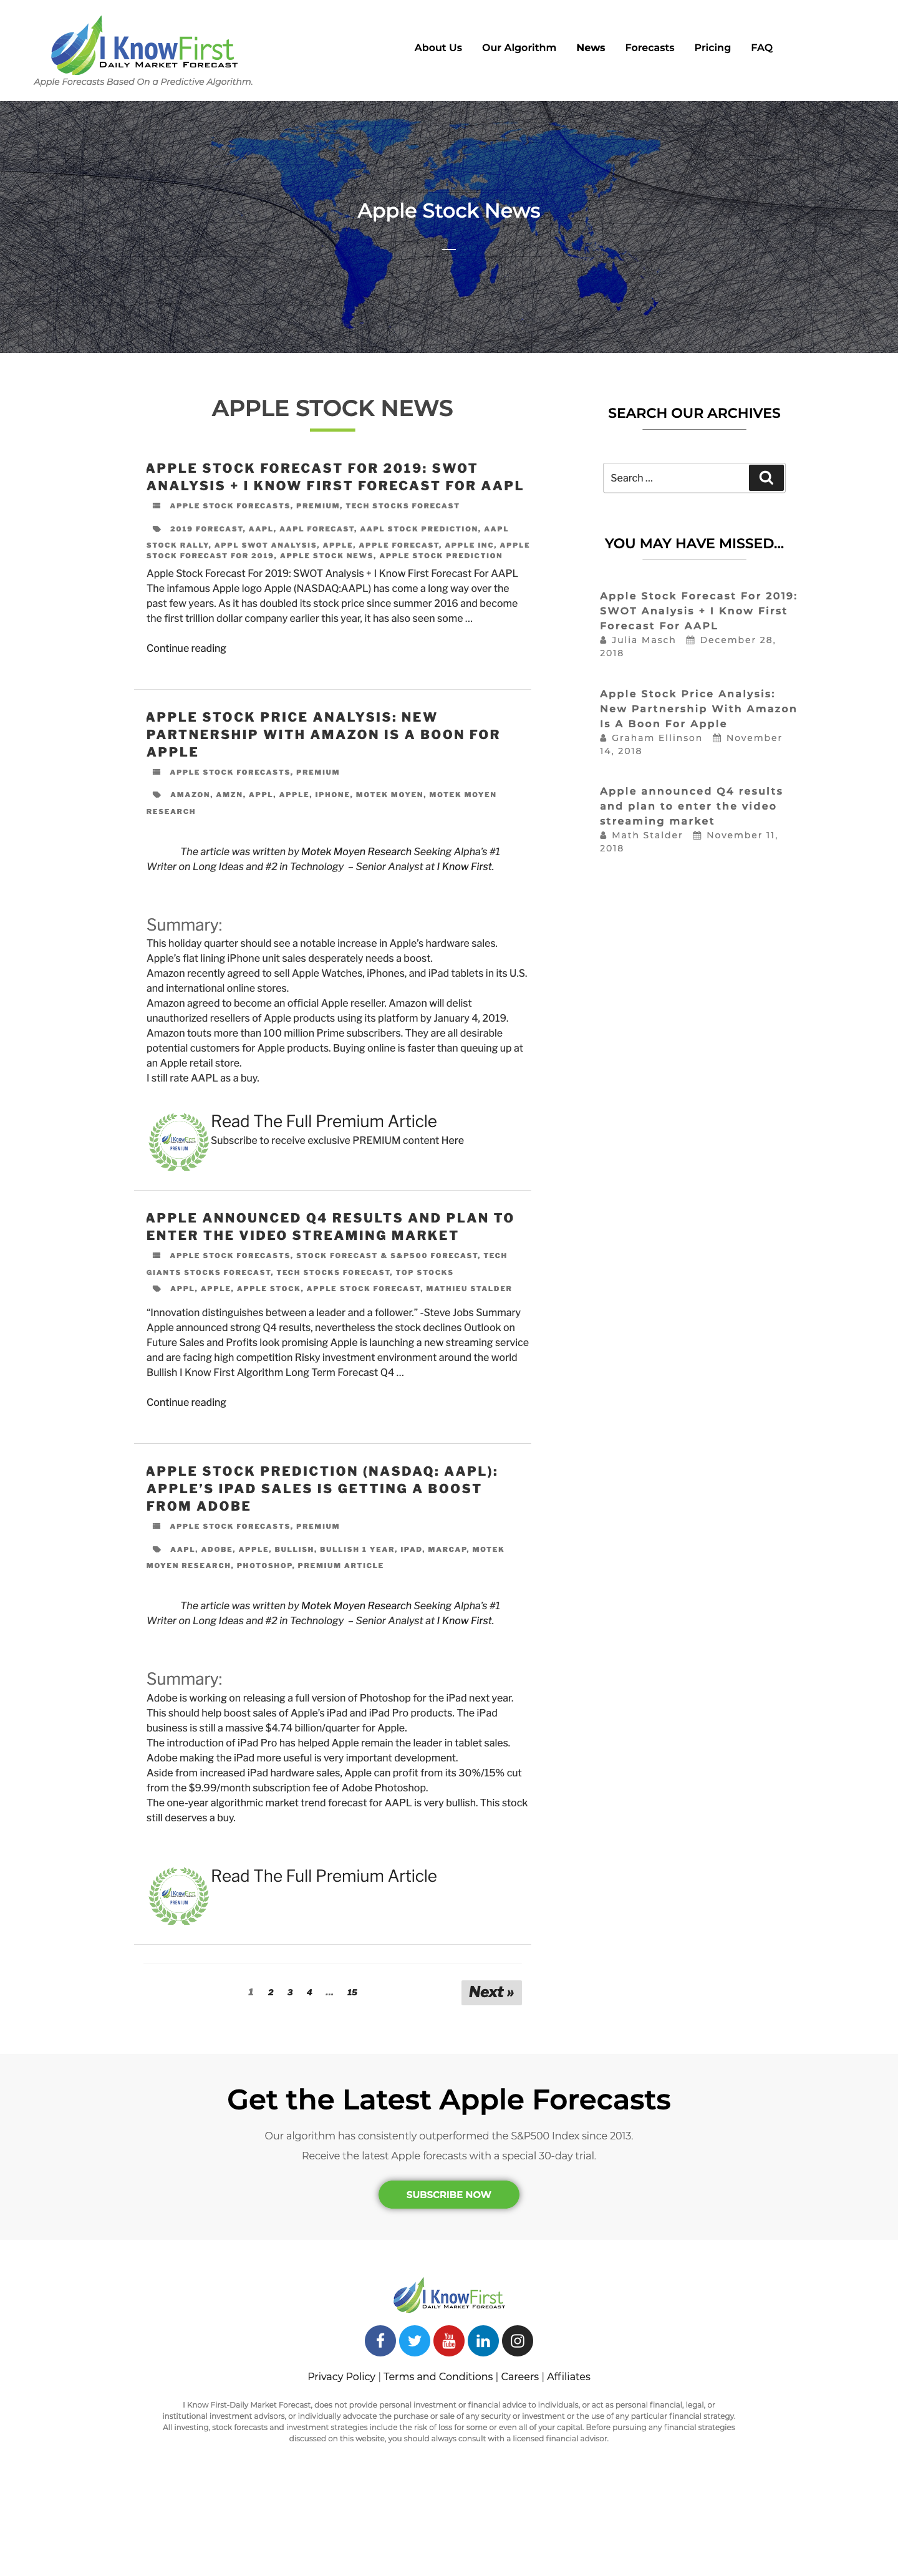 I KnowFirst
DAILY MARKET FORECAST
Apple Forecasts Based On a Predictive Algorithm.
About Us
Our Algorithm
News
Forecasts
Pricing
FAQ
Apple Stock News
APPLE STOCK NEWS
APPLE STOCK FORECAST FOR 2019: SWOT
ANALYSIS + I KNOW FIRST FORECAST FOR AAPL
APPLE STOCK FORECASTS, PREMIUM, TECH STOCKS FORECAST
2019 FORECAST, AAPL, AAPL FORECAST, AAPL STOCK PREDICTION, AAPL
STOCK RALLY, APPL SWOT ANALYSIS, APPLE, APPLE FORECAST, APPLE INC, APPLE
STOCK FORECAST FOR 2019, APPLE STOCK NEWS, APPLE STOCK PREDICTION
Apple Stock Forecast For 2019: SWOT Analysis + I Know First Forecast For AAPL
The infamous Apple logo Apple (NASDAQ:AAPL) has come a long way over the
past few years. As it has doubled its stock price since summer 2016 and become
the first trillion dollar company earlier this year, it has also seen some …
Continue reading
APPLE STOCK PRICE ANALYSIS: NEW
PARTNERSHIP WITH AMAZON IS A BOON FOR
APPLE
APPLE STOCK FORECASTS, PREMIUM
AMAZON, AMZN, APPL, APPLE, IPHONE, MOTEK MOYEN, MOTEK MOYEN
RESEARCH
The article was written by Motek Moyen Research Seeking Alpha’s #1
Writer on Long Ideas and #2 in Technology – Senior Analyst at I Know First.
Summary:
This holiday quarter should see a notable increase in Apple’s hardware sales.
Apple’s flat lining iPhone unit sales desperately needs a boost.
Amazon recently agreed to sell Apple Watches, iPhones, and iPad tablets in its U.S.
and international online stores.
Amazon agreed to become an official Apple reseller. Amazon will delist
unauthorized resellers of Apple products using its platform by January 4, 2019.
Amazon touts more than 100 million Prime subscribers. They are all desirable
potential customers for Apple products. Buying online is faster than queuing up at
an Apple retail store.
I still rate AAPL as a buy.
I KnowFirst
PREMIUM
Read The Full Premium Article
Subscribe to receive exclusive PREMIUM content Here
APPLE ANNOUNCED Q4 RESULTS AND PLAN TO
ENTER THE VIDEO STREAMING MARKET
APPLE STOCK FORECASTS, STOCK FORECAST & S&P500 FORECAST, TECH
GIANTS STOCKS FORECAST, TECH STOCKS FORECAST, TOP STOCKS
APPL, APPLE, APPLE STOCK, APPLE STOCK FORECAST, MATHIEU STALDER
“Innovation distinguishes between a leader and a follower.” -Steve Jobs Summary
Apple announced strong Q4 results, nevertheless the stock declines Outlook on
Future Sales and Profits look promising Apple is launching a new streaming service
and are facing high competition Risky investment environment around the world
Bullish I Know First Algorithm Long Term Forecast Q4 …
Continue reading
APPLE STOCK PREDICTION (NASDAQ: AAPL):
APPLE’S IPAD SALES IS GETTING A BOOST
FROM ADOBE
APPLE STOCK FORECASTS, PREMIUM
AAPL, ADOBE, APPLE, BULLISH, BULLISH 1 YEAR, IPAD, MARCAP, MOTEK
MOYEN RESEARCH, PHOTOSHOP, PREMIUM ARTICLE
The article was written by Motek Moyen Research Seeking Alpha’s #1
Writer on Long Ideas and #2 in Technology – Senior Analyst at I Know First.
Summary:
Adobe is working on releasing a full version of Photoshop for the iPad next year.
This should help boost sales of Apple’s iPad and iPad Pro products. The iPad
business is still a massive $4.74 billion/quarter for Apple.
The introduction of iPad Pro has helped Apple remain the leader in tablet sales.
Adobe making the iPad more useful is very important development.
Aside from increased iPad hardware sales, Apple can profit from its 30%/15% cut
from the $9.99/month subscription fee of Adobe Photoshop.
The one-year algorithmic market trend forecast for AAPL is very bullish. This stock
still deserves a buy.
I KnowFirst
PREMIUM
Read The Full Premium Article
1 2 3 4 … 15
Next »
SEARCH OUR ARCHIVES
Search …
YOU MAY HAVE MISSED…
Apple Stock Forecast For 2019:
SWOT Analysis + I Know First
Forecast For AAPL
Julia Masch December 28,
2018
Apple Stock Price Analysis:
New Partnership With Amazon
Is A Boon For Apple
Graham Ellinson November
14, 2018
Apple announced Q4 results
and plan to enter the video
streaming market
Math Stalder November 11,
2018
Get the Latest Apple Forecasts
Our algorithm has consistently outperformed the S&P500 Index since 2013.
Receive the latest Apple forecasts with a special 30-day trial.
SUBSCRIBE NOW
I KnowFirst
DAILY MARKET FORECAST
You Tube
Privacy Policy | Terms and Conditions | Careers | Affiliates
I Know First-Daily Market Forecast, does not provide personal investment or financial advice to individuals, or act as personal financial, legal, or
institutional investment advisors, or individually advocate the purchase or sale of any security or investment or the use of any particular financial strategy.
All investing, stock forecasts and investment strategies include the risk of loss for some or even all of your capital. Before pursuing any financial strategies
discussed on this website, you should always consult with a licensed financial advisor.